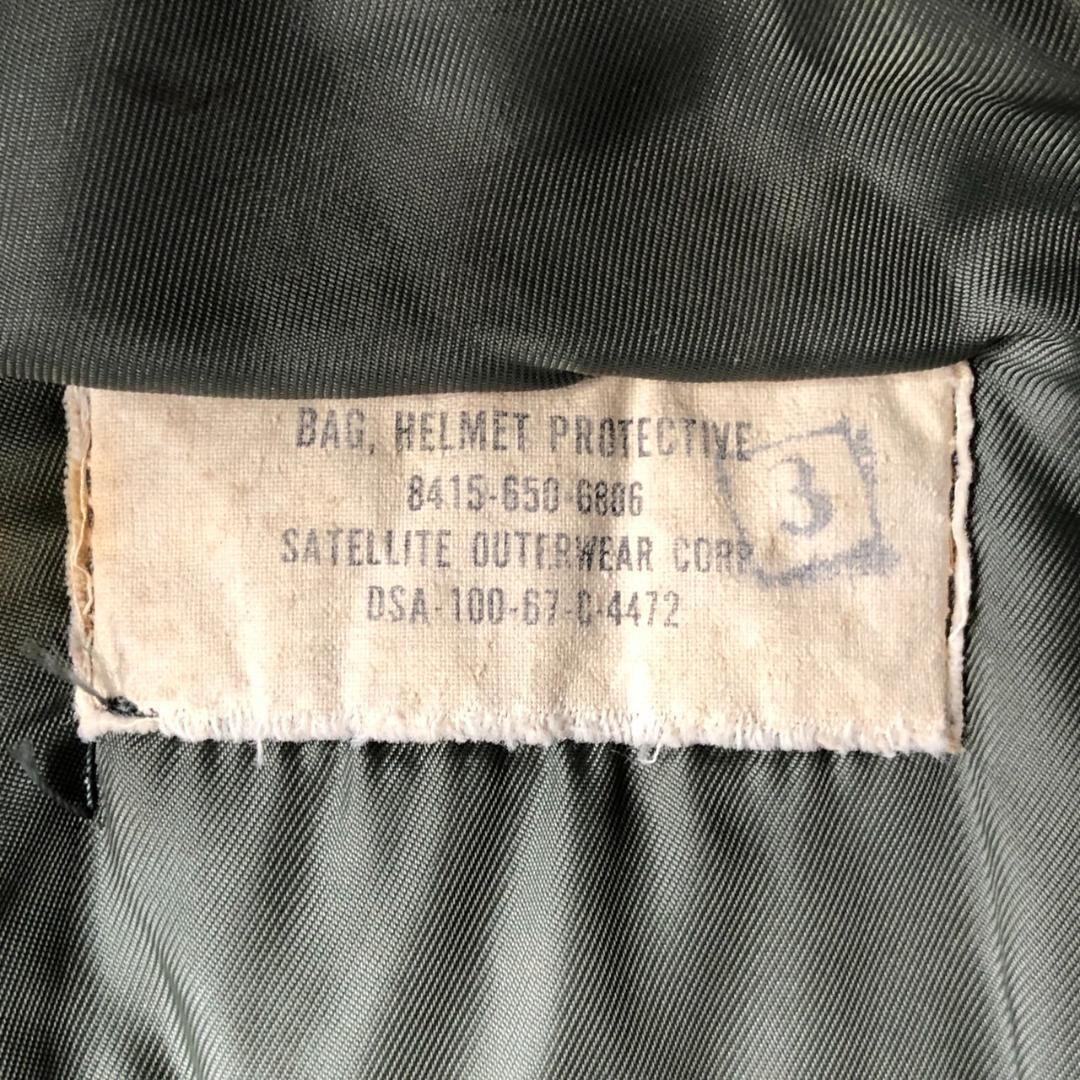 BAG, HELMET PROTECTIVE
8415-650-6806
SATELLITE OUTERWEAR CORP.
DSA-100-67-C-4472
3